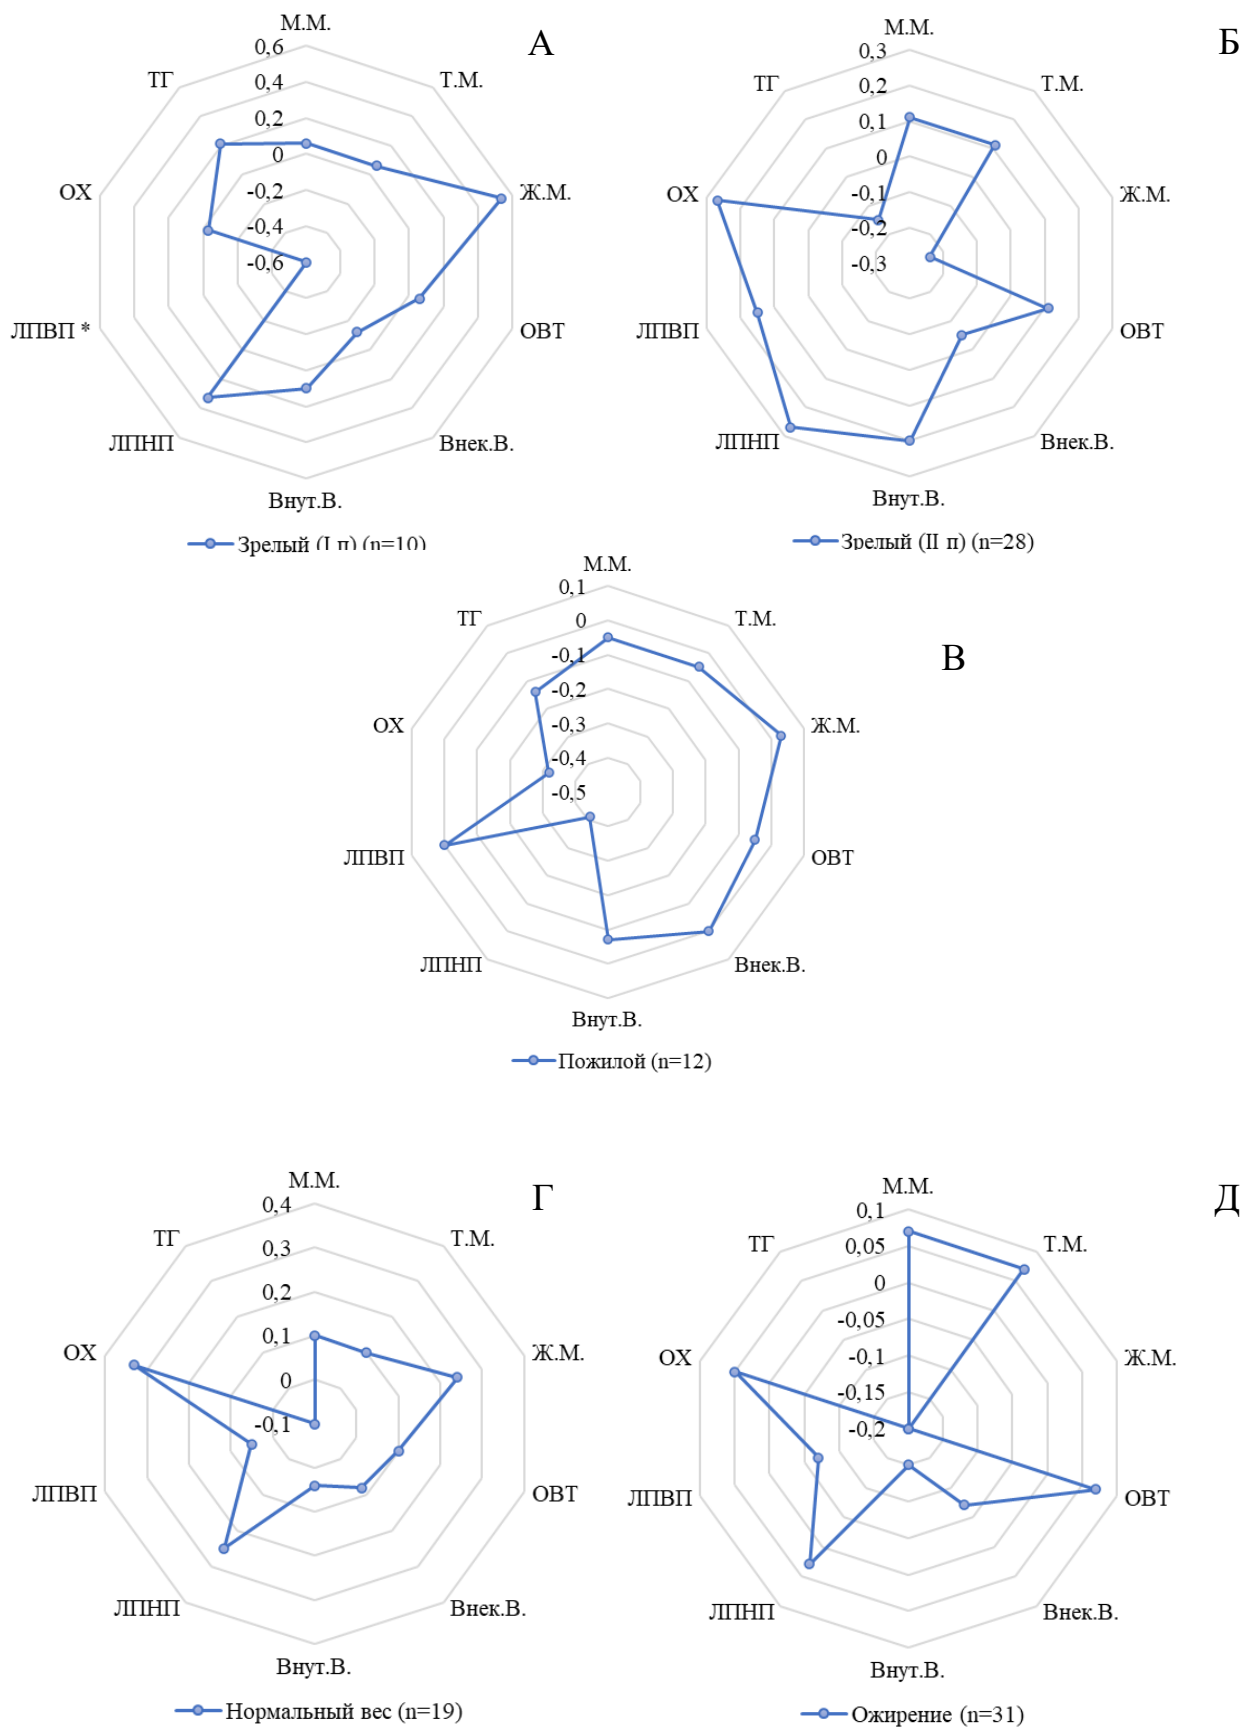 М.М.
А
0,6
0,4
0,2
0
-0,2
-0,4
-0,6
Т.М.
Ж.М.
ОВТ
Внек.В.
Внут.В.
ЛПНП
ЛПВП *
ОХ
ТГ
Зрелый (I п) (n=10)
М.М.
Б
0,3
0,2
0,1
0
-0,1
-0,2
-0,3
Т.М.
Ж.М.
ОВТ
Внек.В.
Внут.В.
ЛПНП
ЛПВП
ОХ
ТГ
Зрелый (II п) (n=28)
М.М.
В
0,1
0
-0,1
-0,2
-0,3
-0,4
-0,5
Т.М.
Ж.М.
ОВТ
Внек.В.
Внут.В.
ЛПНП
ЛПВП
ОХ
ТГ
Пожилой (n=12)
М.М.
Г
0,4
0,3
0,2
0,1
0
-0,1
Т.М.
Ж.М.
ОВТ
Внек.В.
Внут.В.
ЛПНП
ЛПВП
ОХ
ТГ
Нормальный вес (n=19)
М.М.
Д
0,1
0,05
0
-0,05
-0,1
-0,15
-0,2
Т.М.
Ж.М.
ОВТ
Внек.В.
Внут.В.
ЛПНП
ЛПВП
ОХ
ТГ
Ожирение (n=31)